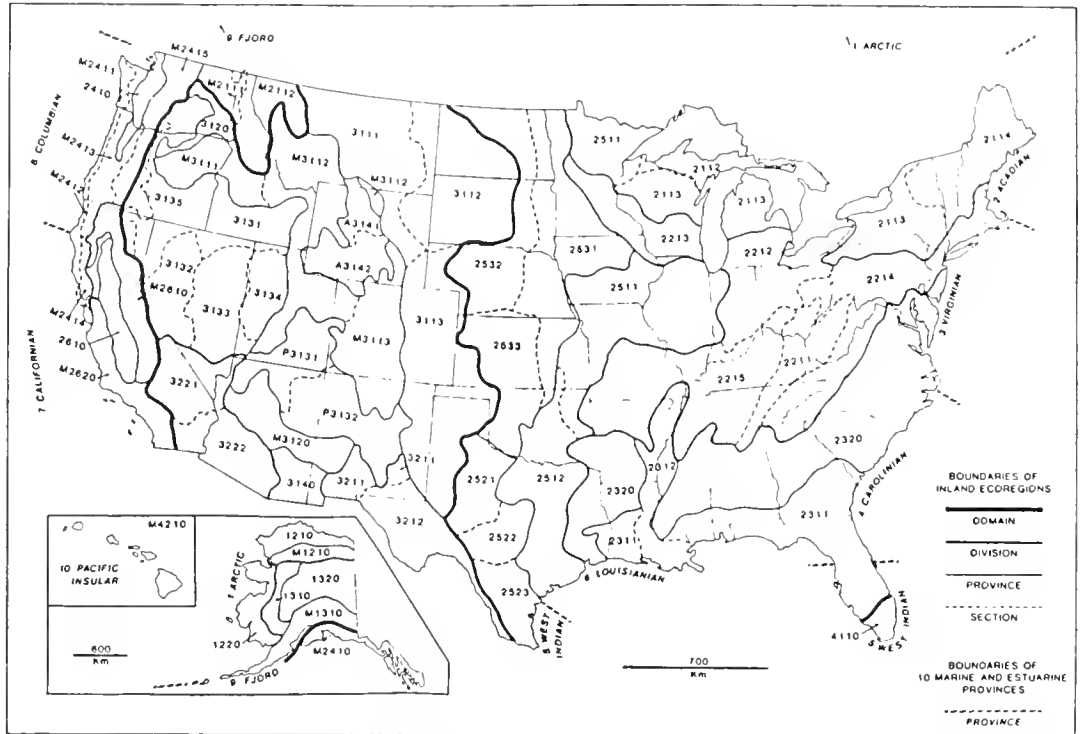 9 FJORD
1 ARCTIC
M2415
M2411
2410
M2111
M2112
8 COLUMBIAN
3120
3111
2511
2114
M2413
M3111
M3112
M3112
2112
2 ACADIAN
M2412
3135
3112
2113
2113
2113
3131
A3141
2213
2531
2212
3132
A3142
2532
2511
2214
M2610
3134
3133
3113
M3113
3 VIRGINIAN
M2414
2633
2211
2610
P3131
2215
M2620
3221
7 CALIFORNIAN
P3132
3222
M3120
3211
2320
2012
3140
3211
2521
2512
2320
4 CAROLINIAN
3212
2311
2522
2311
6 LOUISIANIAN
2523
5 WEST INDIAN
4110
5 WEST INDIAN
M4210
10 PACIFIC
INSULAR
1210
M1210
1 ARCTIC
1320
1310
M1310
1220
M2410
9 FJORD
600
Km
700
Km
BOUNDARIES OF
INLAND ECOREGIONS
DOMAIN
DIVISION
PROVINCE
SECTION
BOUNDARIES OF
10 MARINE AND ESTUARINE
PROVINCES
PROVINCE